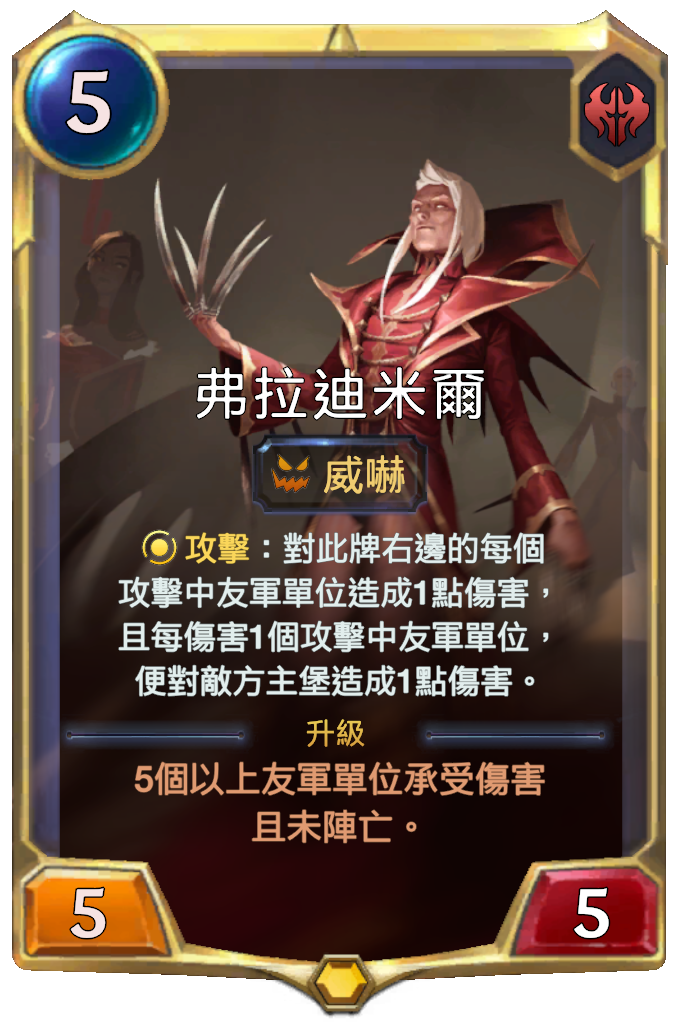 5
弗拉迪米爾
威嚇
攻擊：對此牌右邊的每個
攻擊中友軍單位造成1點傷害，
且每傷害1個攻擊中友軍單位，
便對敵方主堡造成1點傷害。
升級
5個以上友軍單位承受傷害
且未陣亡。
5
5